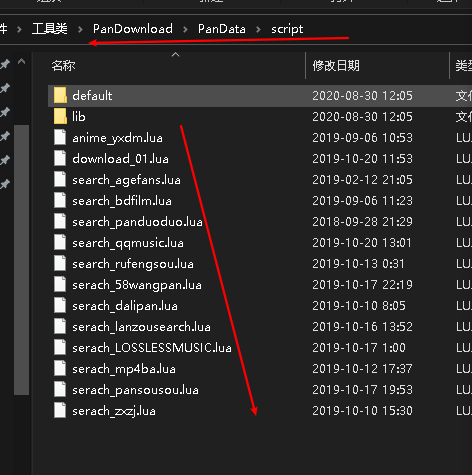 件 › 工具类 › PanDownload › PanData › script
名称 修改日期 类型
default 2020-08-30 12:05 文件
lib 2020-08-30 12:05 文件
anime_yxdm.lua 2019-09-06 10:53 LU
download_01.lua 2019-10-20 11:53 LU
search_agefans.lua 2019-02-12 21:05 LU
search_bdfilm.lua 2019-09-06 11:23 LU
search_panduoduo.lua 2018-09-28 21:29 LU
search_qqmusic.lua 2019-10-20 13:01 LU
search_rufengsou.lua 2019-10-13 0:31 LU
serach_58wangpan.lua 2019-10-17 22:19 LU
serach_dalipan.lua 2019-10-10 8:05 LU
serach_lanzousearch.lua 2019-10-16 13:52 LU
serach_LOSSLESSMUSIC.lua 2019-10-17 1:00 LU
serach_mp4ba.lua 2019-10-12 17:37 LU
serach_pansousou.lua 2019-10-17 19:53 LU
serach_zxzj.lua 2019-10-10 15:30 LU